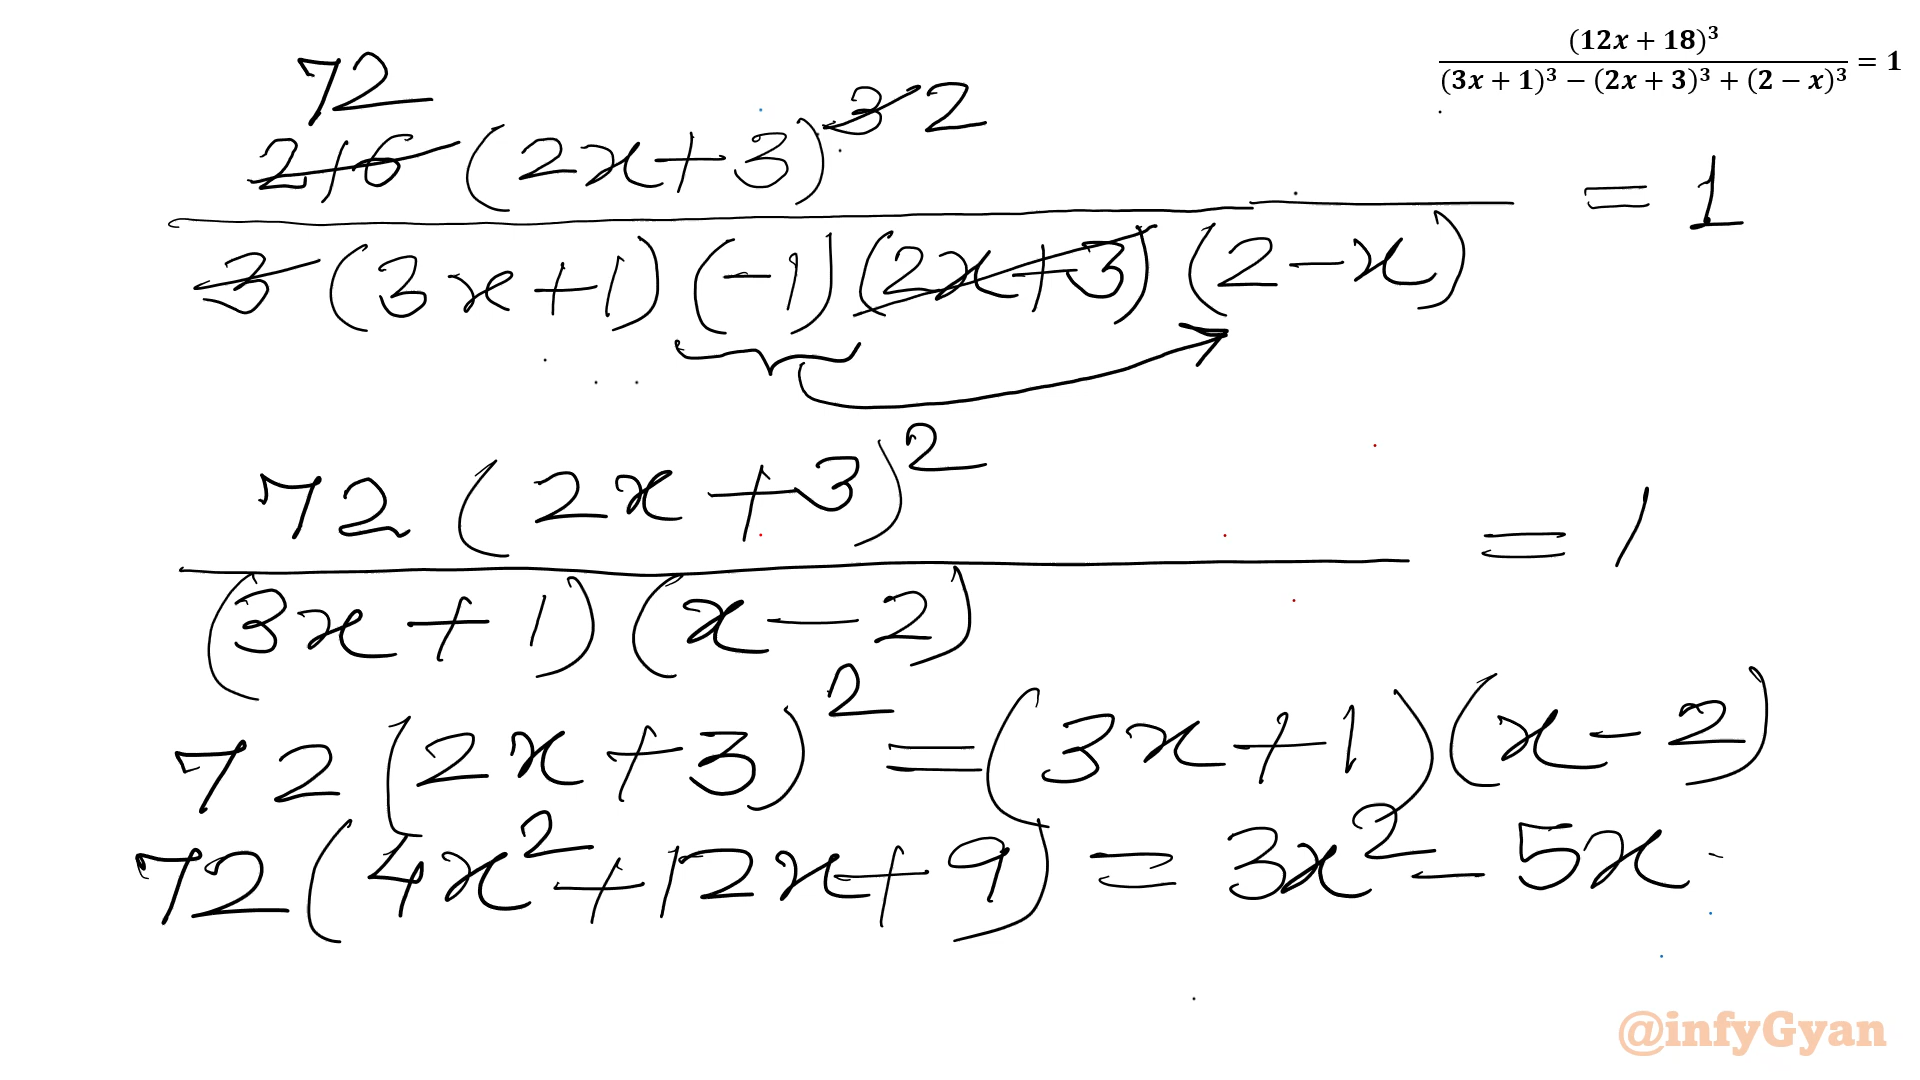 (12x + 18)³ / ((3x + 1)³ − (2x + 3)³ + (2 − x)³) = 1
72
216 (2x+3)^3 2
3 (3x+1) (-1) (2x+3) (2-x)
= 1
72 (2x+3)²
(3x+1) (x-2)
= 1
72 (2x+3)² = (3x+1) (x-2)
72 (4x²+12x+9) = 3x² - 5x -
@infyGyan